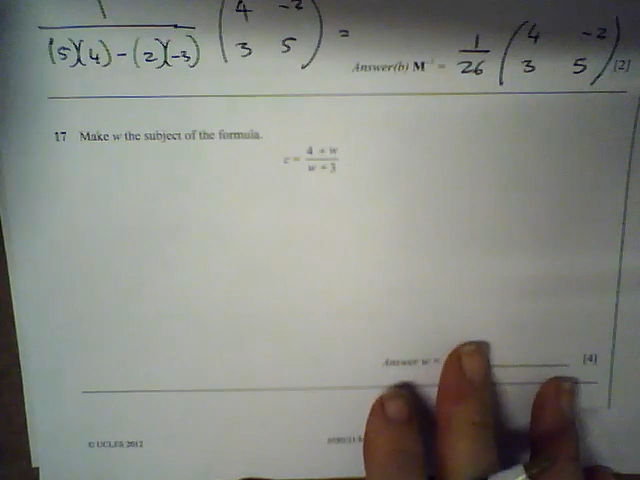 1
(5)(4) - (2)(-3) ( 4 -2 =
3 5 )
Answer (b) M⁻¹ = 1/26 ( 4 -2
3 5 ) [2]
17 Make w the subject of the formula.
c = 4 + w
w + 3
Answer w = [4]
© UCLES 2012